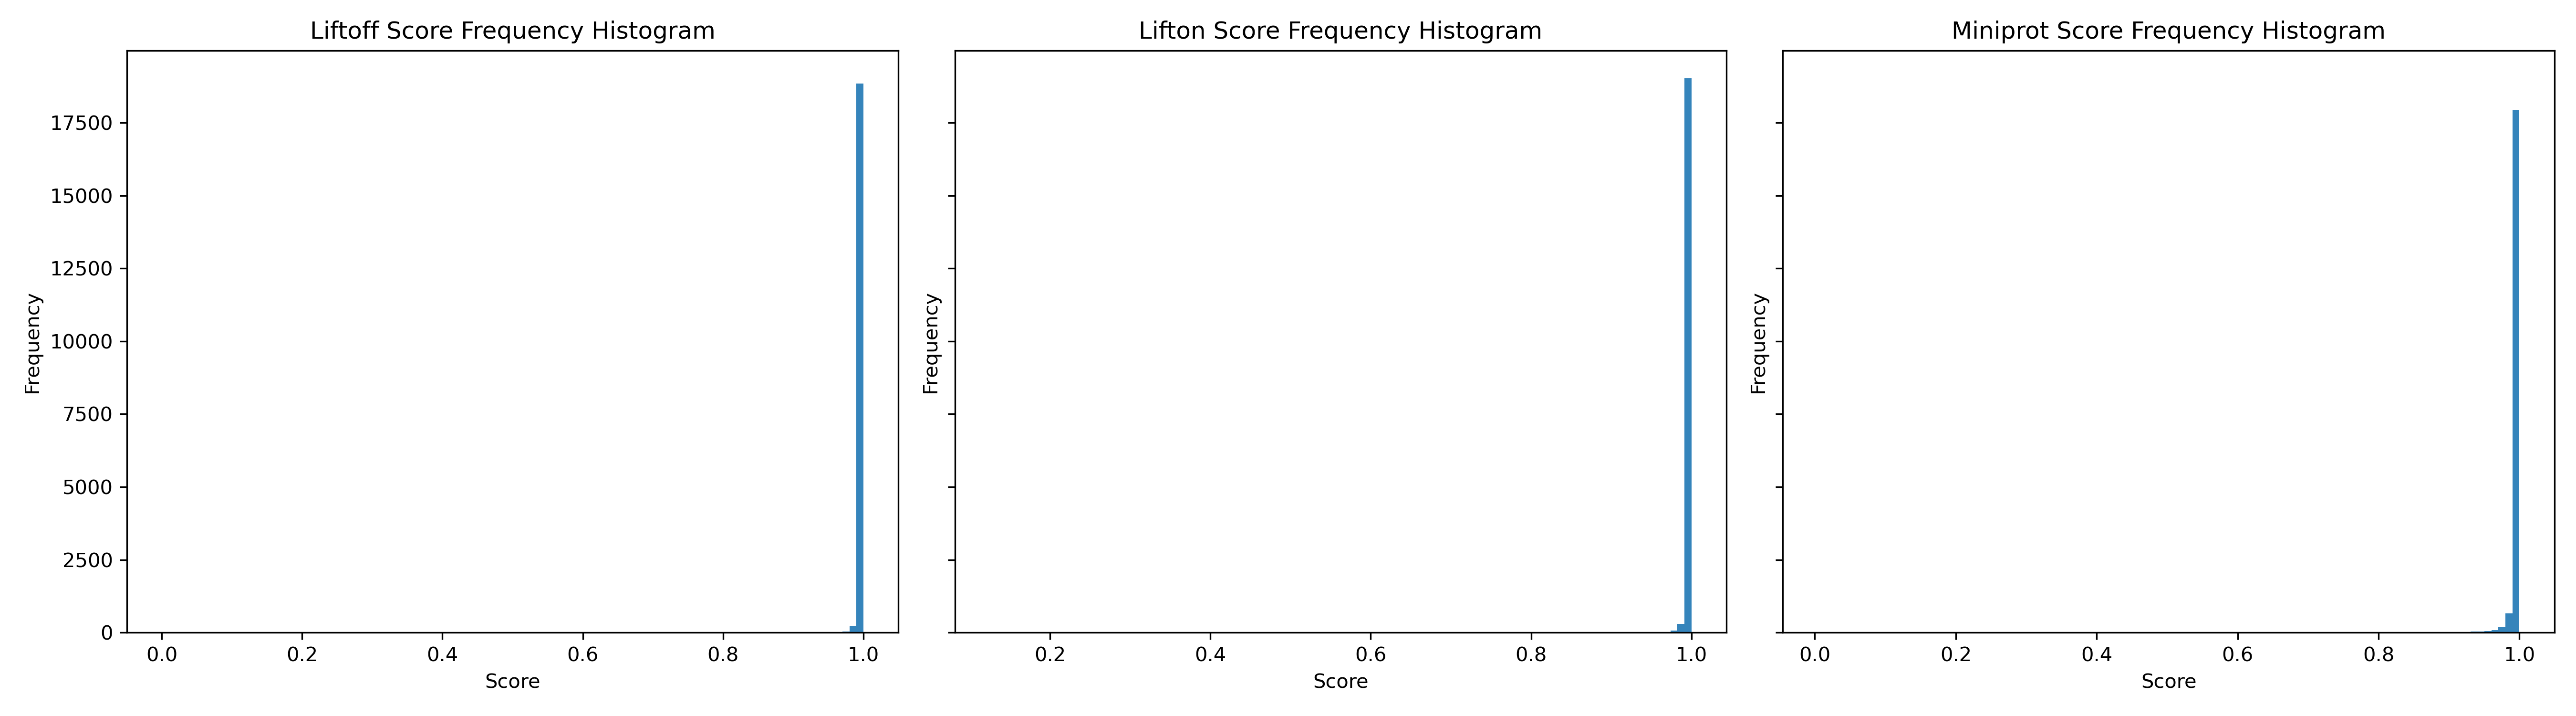 Liftoff Score Frequency Histogram
Frequency
17500
15000
12500
10000
7500
5000
2500
0
0.0 0.2 0.4 0.6 0.8 1.0
Score
Lifton Score Frequency Histogram
Frequency
0.2 0.4 0.6 0.8 1.0
Score
Miniprot Score Frequency Histogram
Frequency
0.0 0.2 0.4 0.6 0.8 1.0
Score